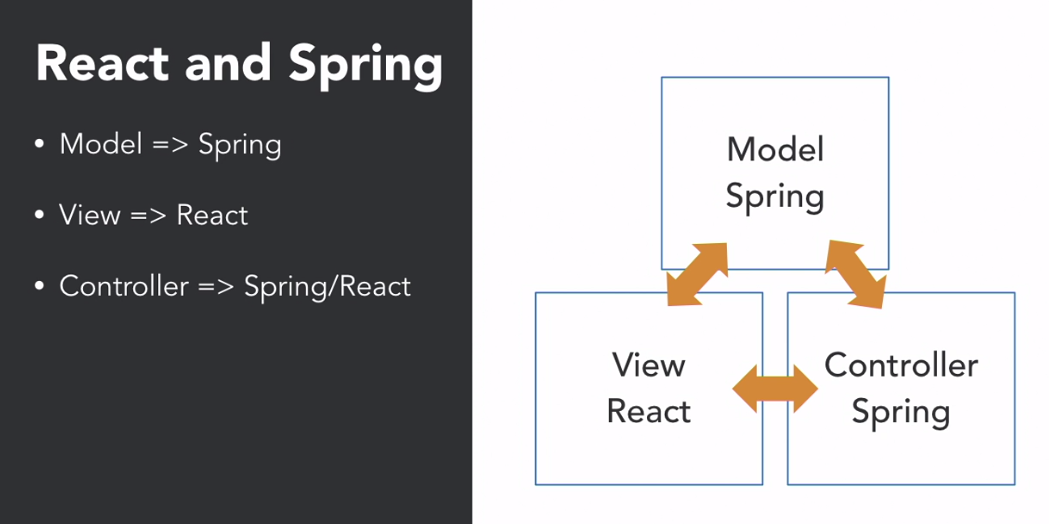 React and Spring
• Model => Spring
• View => React
• Controller => Spring/React
Model
Spring
View
React
Controller
Spring